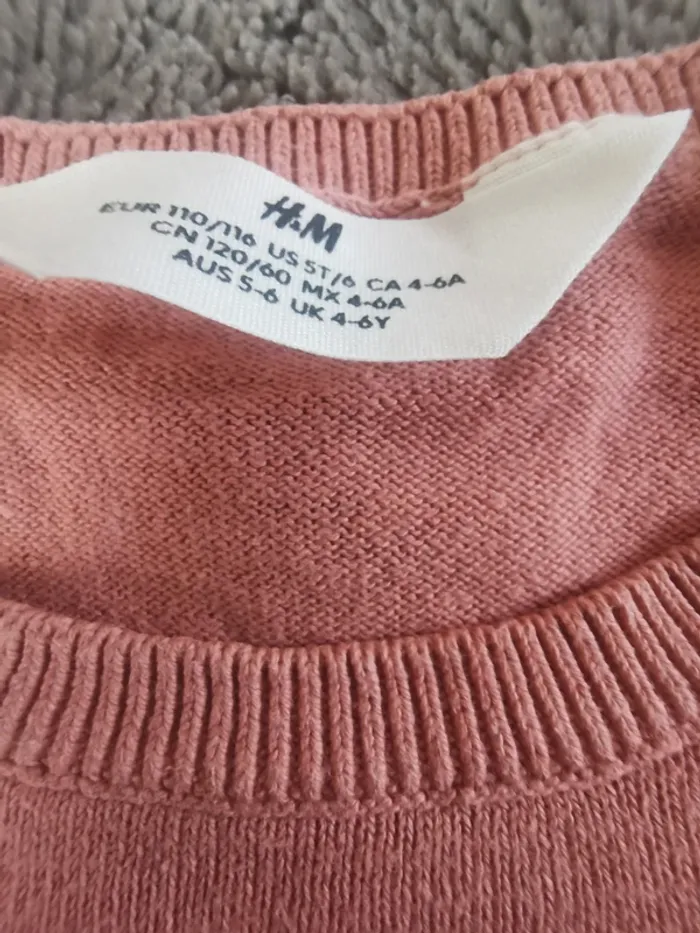 H&M
EUR 110/116 US 5T/6 CA 4-6A
CN 120/60 MX 4-6A
AUS 5-6 UK 4-6Y